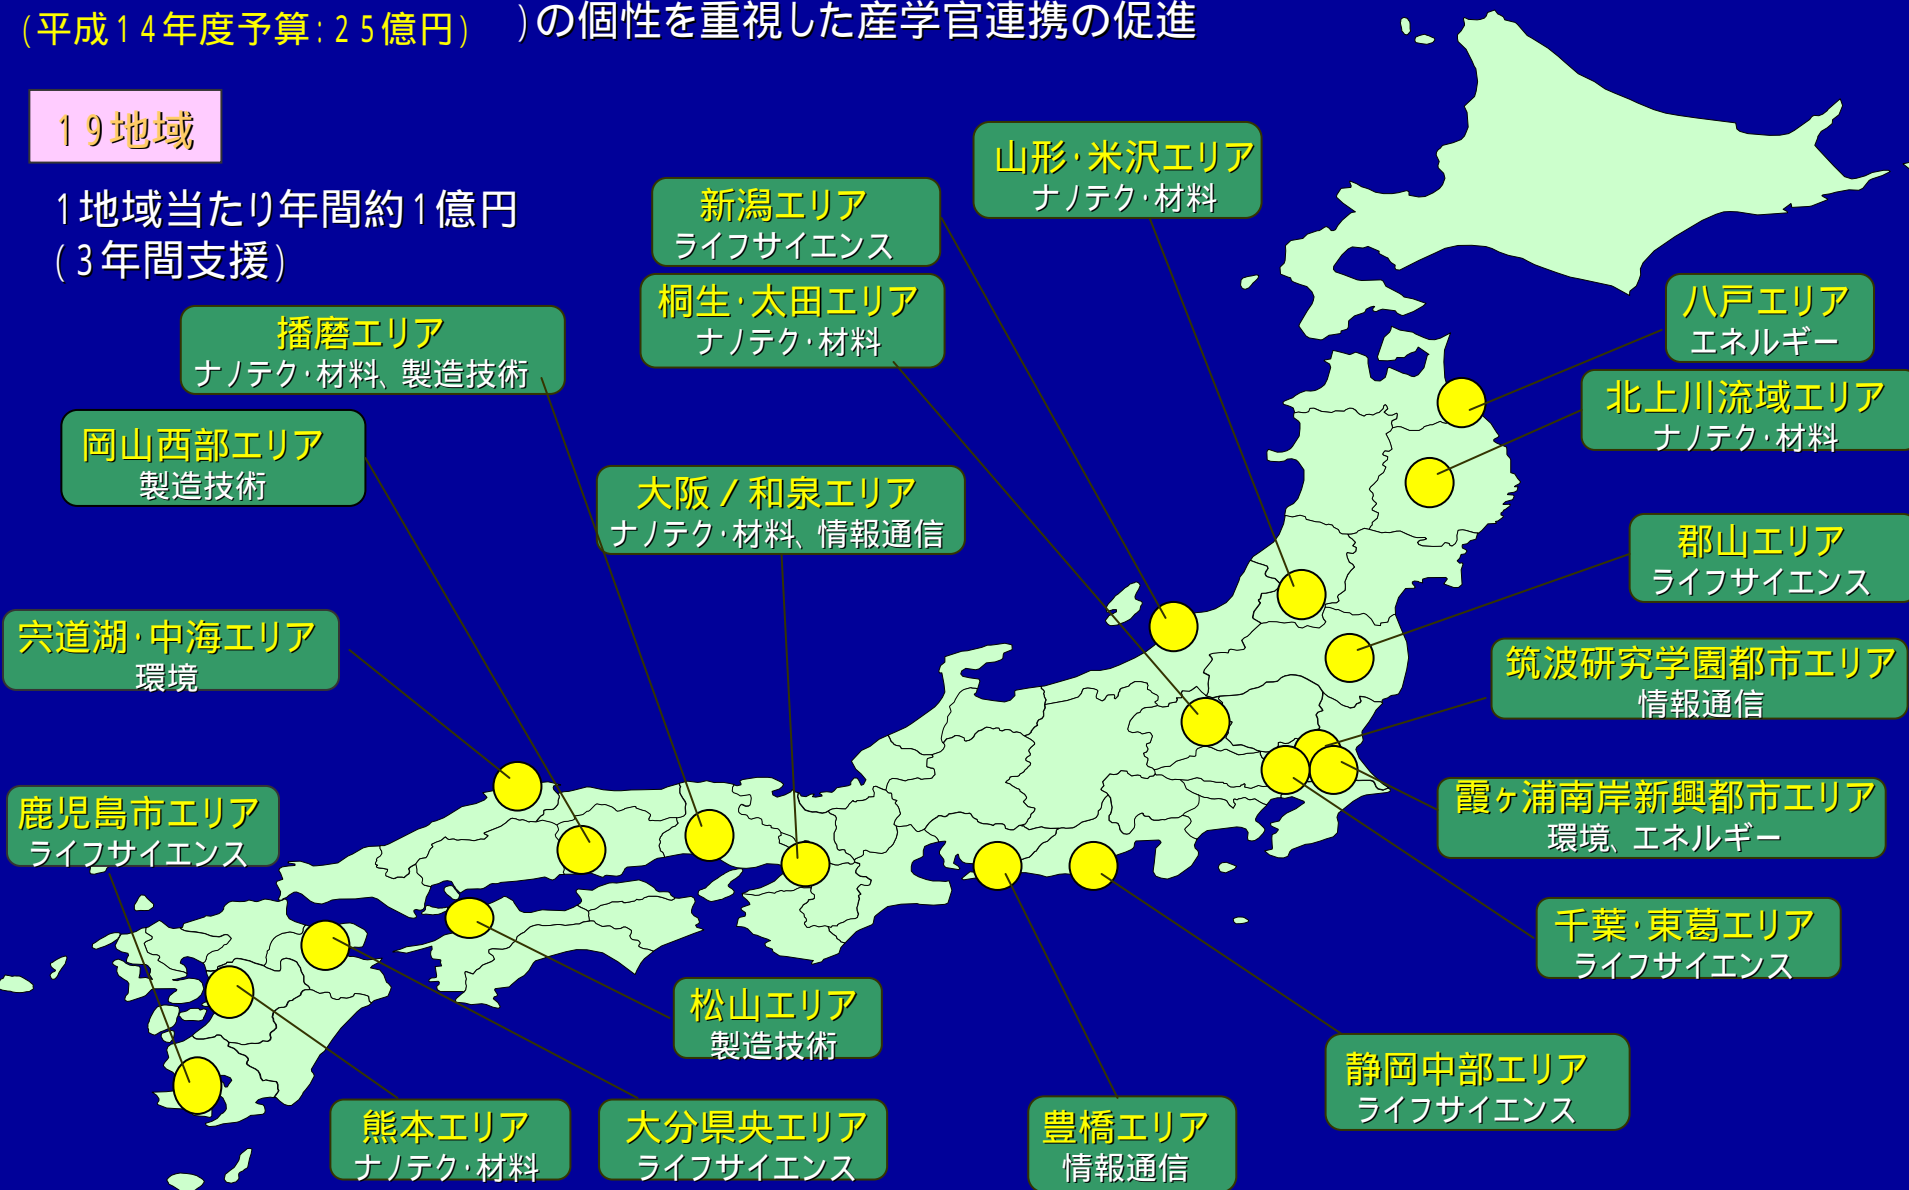 (平成14年度予算:25億円)
)の個性を重視した産学官連携の促進
19地域
1地域当たり年間約1億円
(3年間支援)
山形・米沢エリア
ナノテク・材料
新潟エリア
ライフサイエンス
桐生・太田エリア
ナノテク・材料
八戸エリア
エネルギー
播磨エリア
ナノテク・材料、製造技術
北上川流域エリア
ナノテク・材料
岡山西部エリア
製造技術
大阪/和泉エリア
ナノテク・材料、情報通信
郡山エリア
ライフサイエンス
宍道湖・中海エリア
環境
筑波研究学園都市エリア
情報通信
鹿児島市エリア
ライフサイエンス
霞ヶ浦南岸新興都市エリア
環境、エネルギー
千葉・東葛エリア
ライフサイエンス
松山エリア
製造技術
静岡中部エリア
ライフサイエンス
熊本エリア
ナノテク・材料
大分県央エリア
ライフサイエンス
豊橋エリア
情報通信